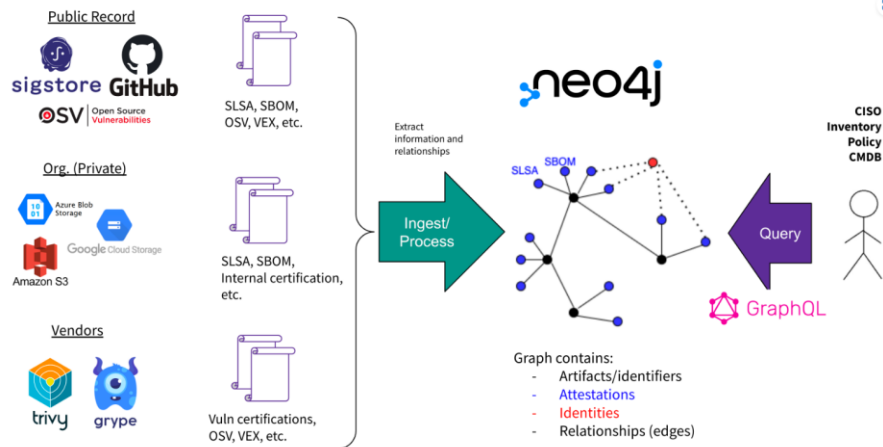 Public Record
sigstore
GitHub
OSV
Open Source
Vulnerabilities
SLSA, SBOM,
OSV, VEX, etc.
Org. (Private)
10
01
Azure Blob
Storage
Google Cloud Storage
Amazon S3
SLSA, SBOM,
Internal certification,
etc.
Vendors
trivy
grype
Vuln certifications,
OSV, VEX, etc.
Extract
information and
relationships
Ingest/
Process
neo4j
SLSA
SBOM
Graph contains:
- Artifacts/identifiers
- Attestations
- Identities
- Relationships (edges)
Query
GraphQL
CISO
Inventory
Policy
CMDB